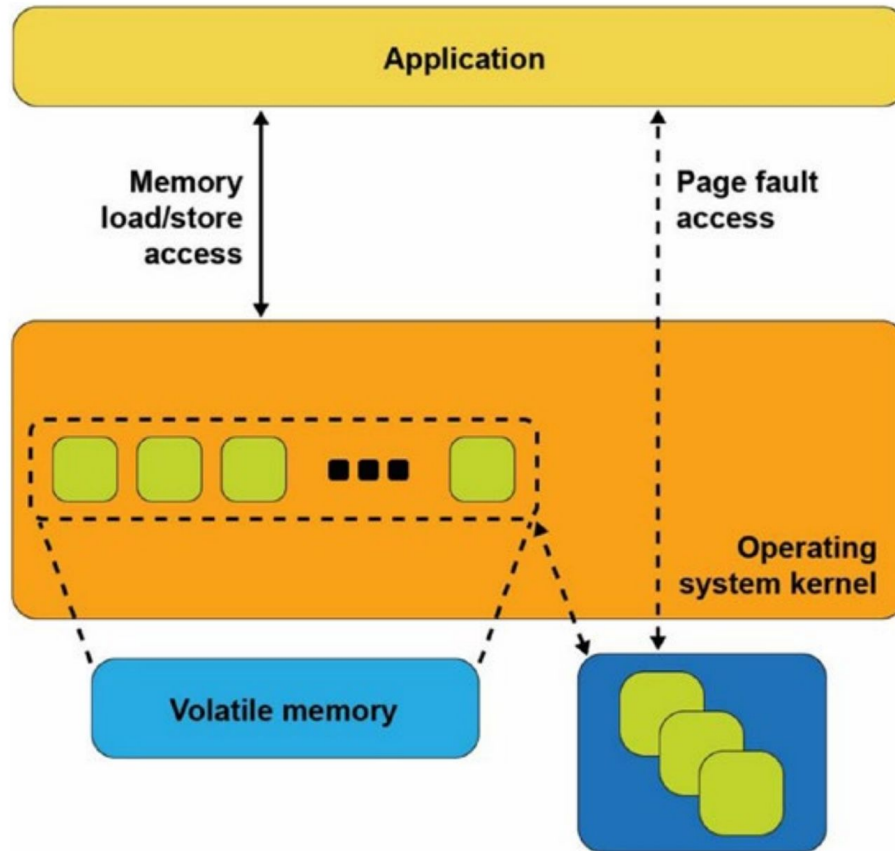 Application
Memory
load/store
access
Page fault
access
Operating
system kernel
Volatile memory